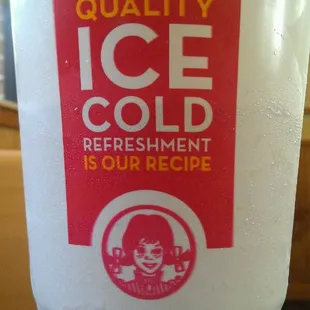 QUALITY
ICE
COLD
REFRESHMENT
IS OUR RECIPE